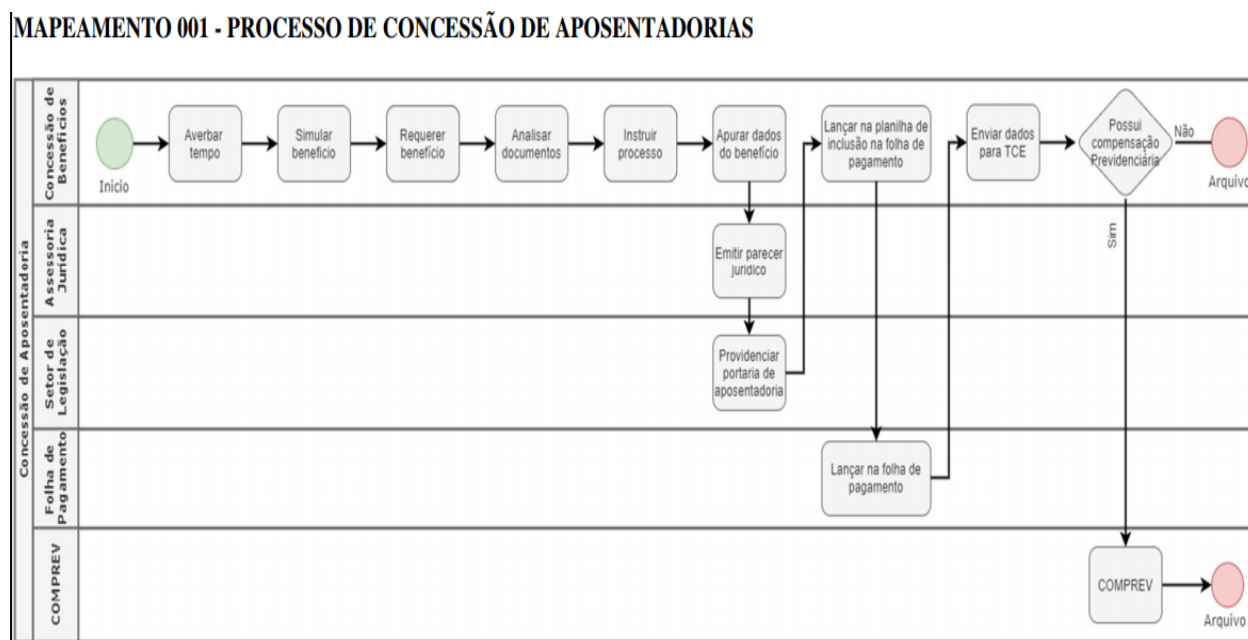 MAPEAMENTO 001 - PROCESSO DE CONCESSÃO DE APOSENTADORIAS
Concessão de Aposentadoria
Concessão de
Benefícios
Inicio
Averbar
tempo
Simular
beneficio
Requerer
benefício
Analisar
documentos
Instruir
processo
Apurar dados
do benefício
Lançar na planilha de
inclusão na folha de
pagamento
Enviar dados
para TCE
Possui
compensação
Previdenciária
Não
Arquivo
Sim
Assessoria
Jurídica
Emitir parecer
jurídico
Setor de
Legislação
Providenciar
portaria de
aposentadoria
Folha de
Pagamento
Lançar na folha de
pagamento
COMPREV
COMPREV
Arquivo